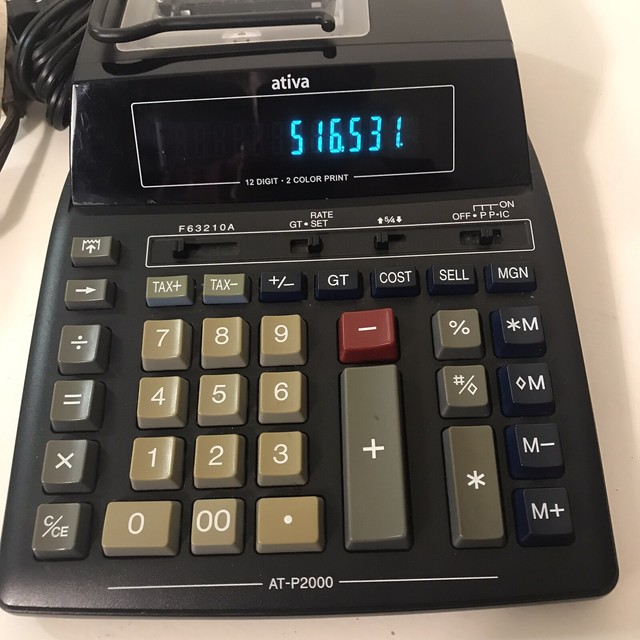 ativa
516,531.
12 DIGIT • 2 COLOR PRINT
F63210A
RATE
GT • SET
⬆5/4⬇
ON
OFF • P P•IC
→ TAX+ TAX− +/− GT COST SELL MGN
÷ 7 8 9 − % *M
= 4 5 6 + #/◊ ◊M
× 1 2 3 * M−
C/CE 0 00 • M+
AT-P2000